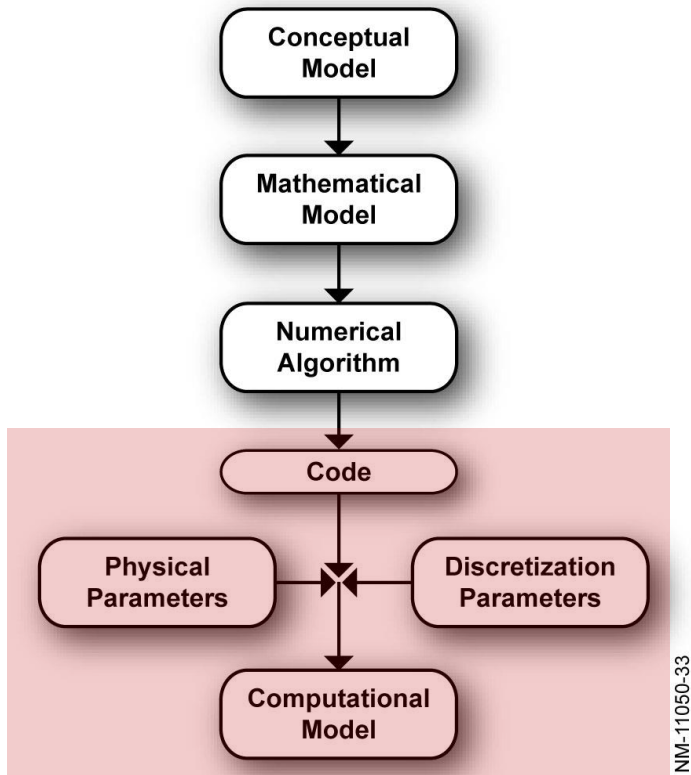 Conceptual
Model
Mathematical
Model
Numerical
Algorithm
Code
Physical
Parameters
Discretization
Parameters
Computational
Model
NM-11050-33